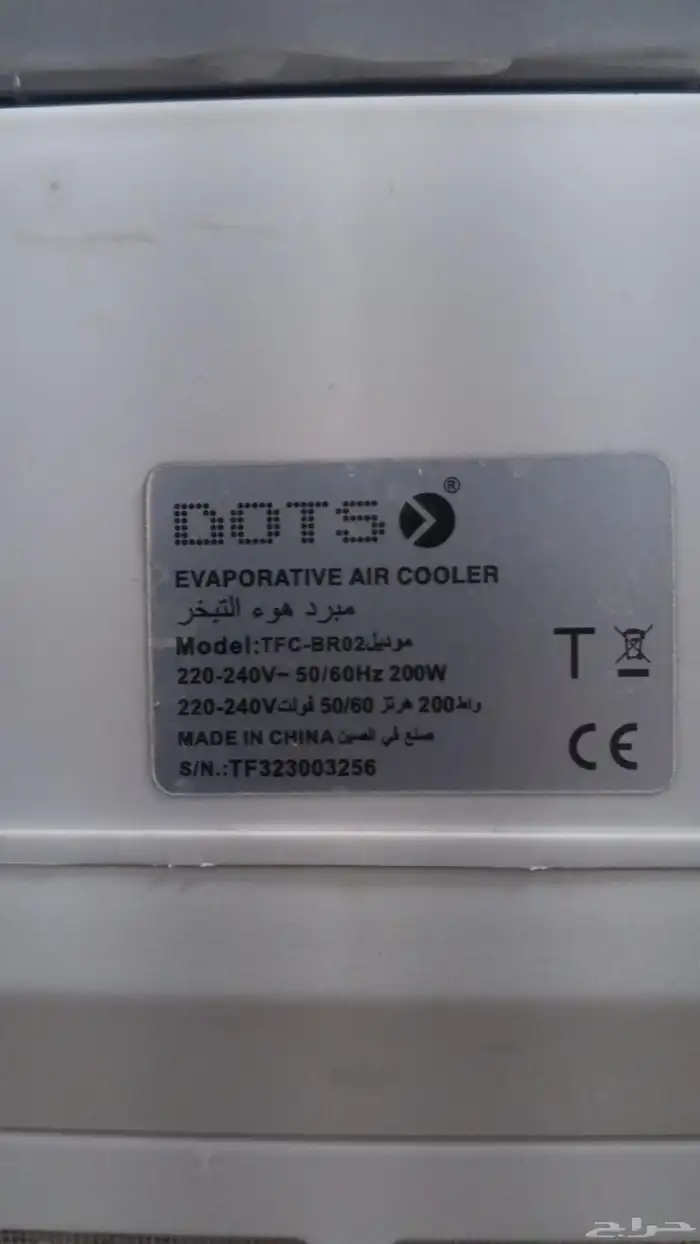 DOTS ®
EVAPORATIVE AIR COOLER
مبرد هوء التبخر
Model:TFC-BR02موديل
220-240V~ 50/60Hz 200W
220-240Vفولت 50/60 هرتز 200واط
MADE IN CHINA صنع في الصين
S/N.:TF323003256
T
CE
حراج